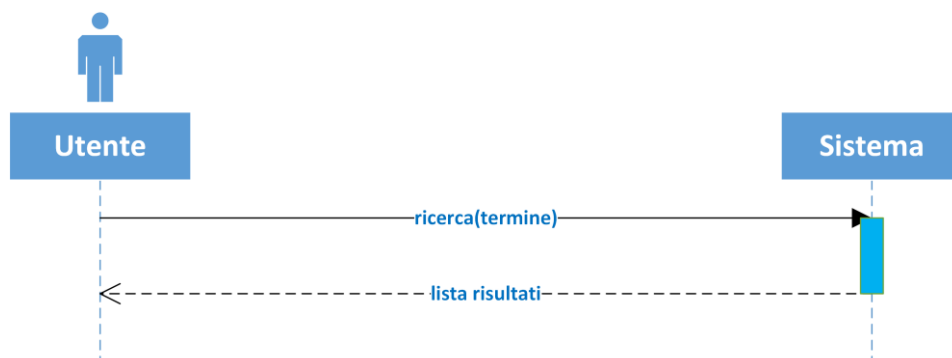 Utente
Sistema
ricerca(termine)
lista risultati